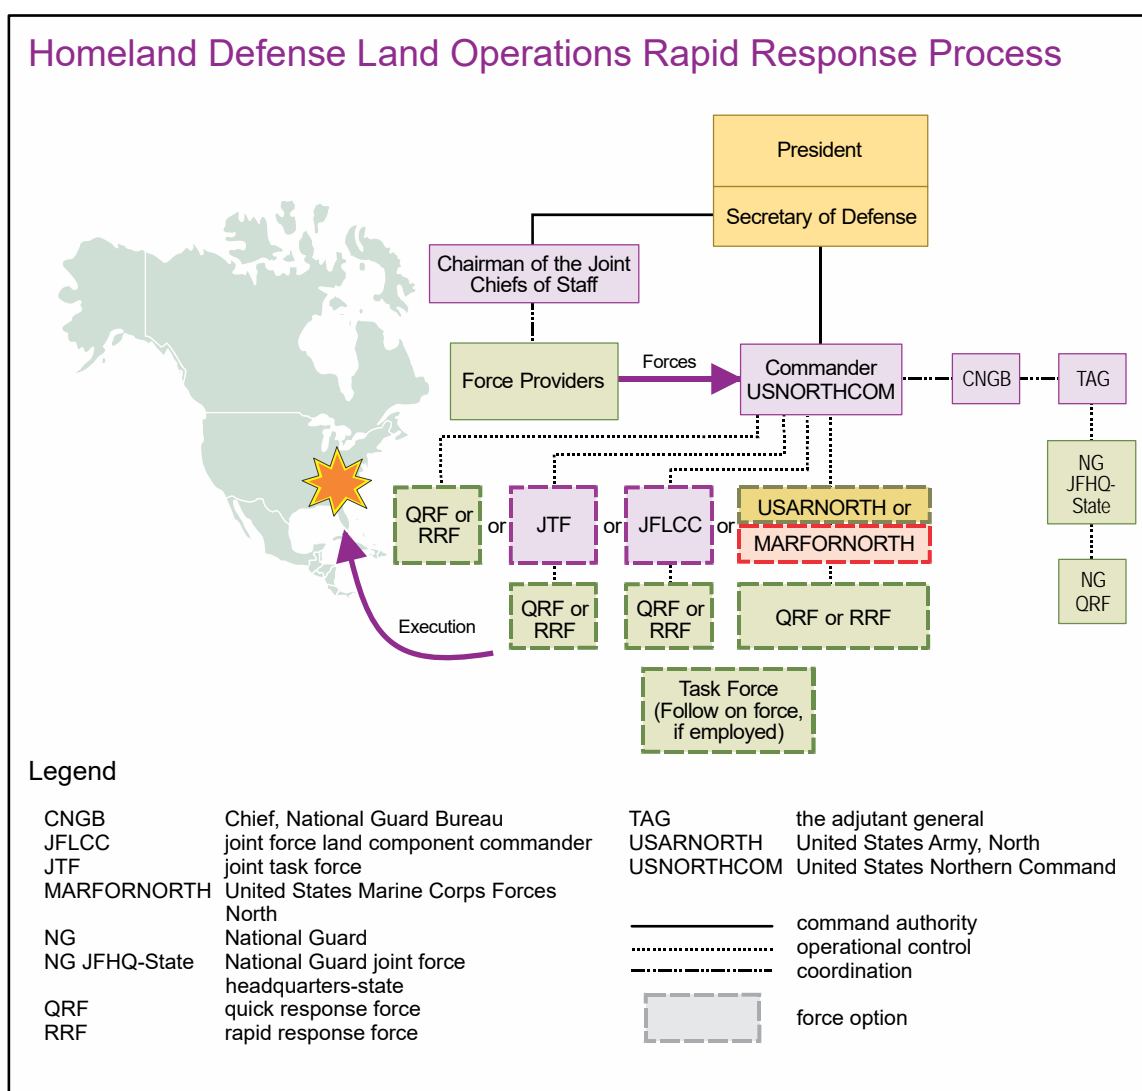 Homeland Defense Land Operations Rapid Response Process
President
Secretary of Defense
Chairman of the Joint
Chiefs of Staff
Force Providers
Forces
Commander
USNORTHCOM
CNGB
TAG
NG
JFHQ-
State
NG
QRF
QRF or
RRF
or
JTF
or
JFLCC
or
USARNORTH or
MARFORNORTH
QRF or
RRF
QRF or
RRF
QRF or RRF
Execution
Task Force
(Follow on force,
if employed)
Legend
CNGB Chief, National Guard Bureau
JFLCC joint force land component commander
JTF joint task force
MARFORNORTH United States Marine Corps Forces
North
NG National Guard
NG JFHQ-State National Guard joint force
headquarters-state
QRF quick response force
RRF rapid response force
TAG the adjutant general
USARNORTH United States Army, North
USNORTHCOM United States Northern Command
command authority
operational control
coordination
force option